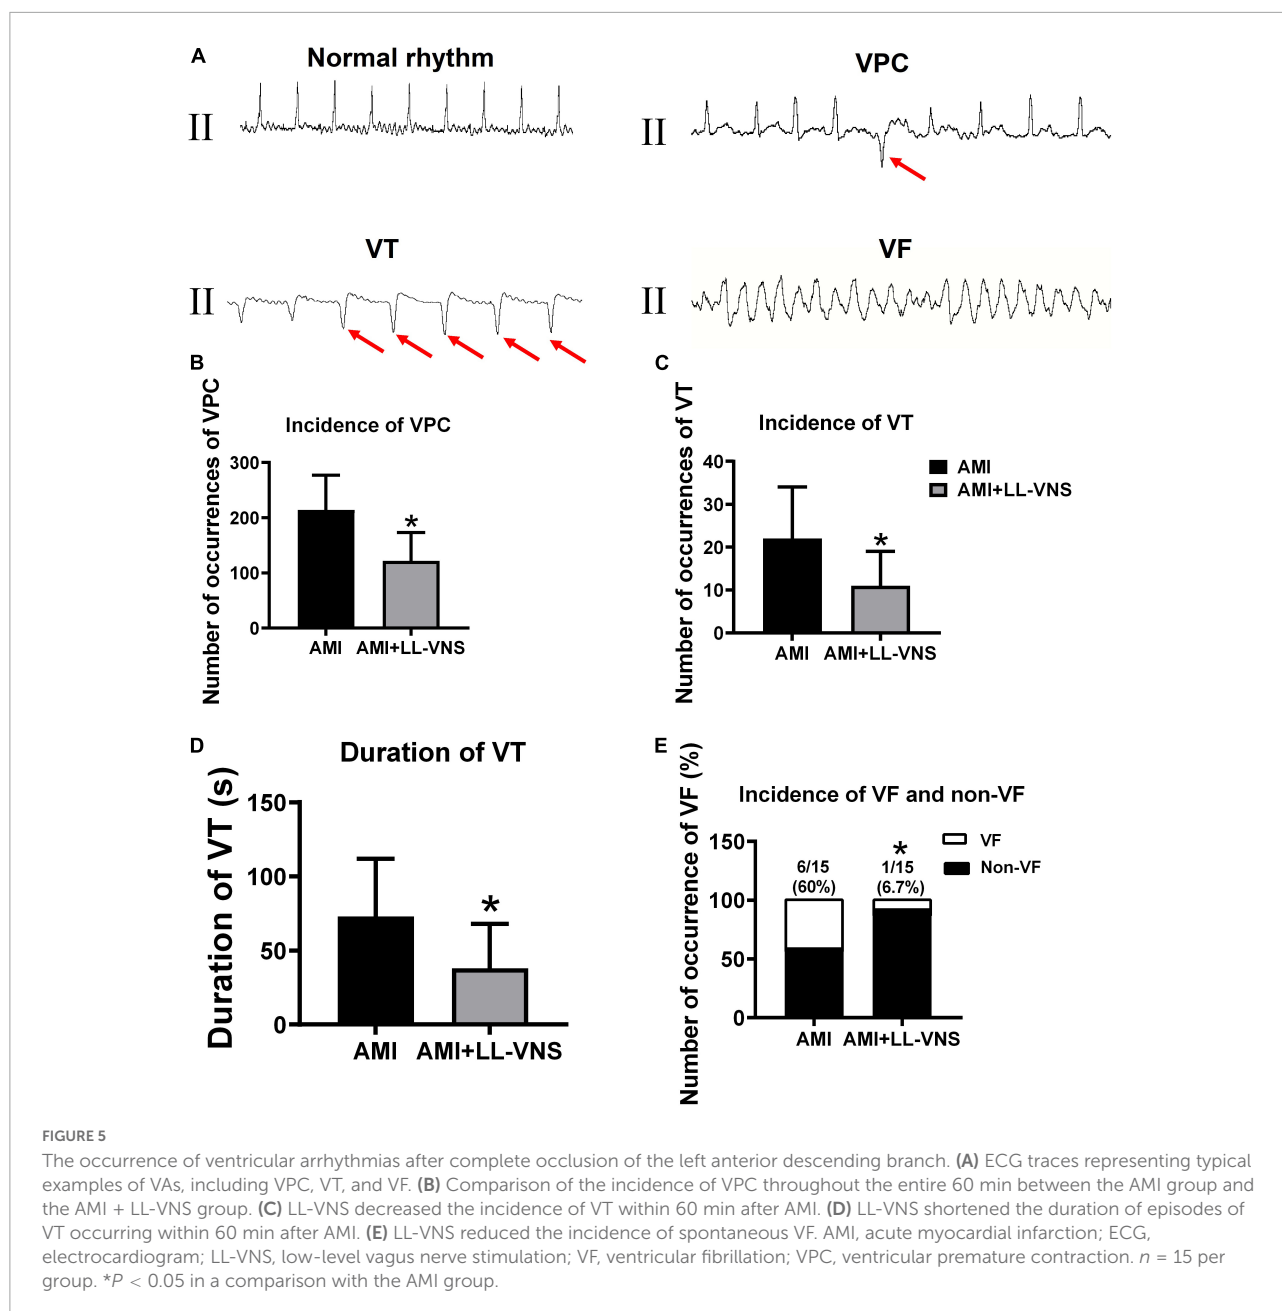 A
Normal rhythm
II
VPC
II
VT
II
VF
II
B
Number of occurrences of VPC
Incidence of VPC
300
200
100
0
AMI AMI+LL-VNS
*
C
Number of occurrences of VT
Incidence of VT
40
30
20
10
0
AMI AMI+LL-VNS
*
AMI
AMI+LL-VNS
D
Duration of VT (s)
Duration of VT
150
100
50
0
AMI AMI+LL-VNS
*
E
Number of occurrence of VF (%)
Incidence of VF and non-VF
150
100
50
0
6/15
(60%)
*
1/15
(6.7%)
AMI AMI+LL-VNS
VF
Non-VF
FIGURE 5
The occurrence of ventricular arrhythmias after complete occlusion of the left anterior descending branch. (A) ECG traces representing typical
examples of VAs, including VPC, VT, and VF. (B) Comparison of the incidence of VPC throughout the entire 60 min between the AMI group and
the AMI + LL-VNS group. (C) LL-VNS decreased the incidence of VT within 60 min after AMI. (D) LL-VNS shortened the duration of episodes of
VT occurring within 60 min after AMI. (E) LL-VNS reduced the incidence of spontaneous VF. AMI, acute myocardial infarction; ECG,
electrocardiogram; LL-VNS, low-level vagus nerve stimulation; VF, ventricular fibrillation; VPC, ventricular premature contraction. n = 15 per
group. *P < 0.05 in a comparison with the AMI group.